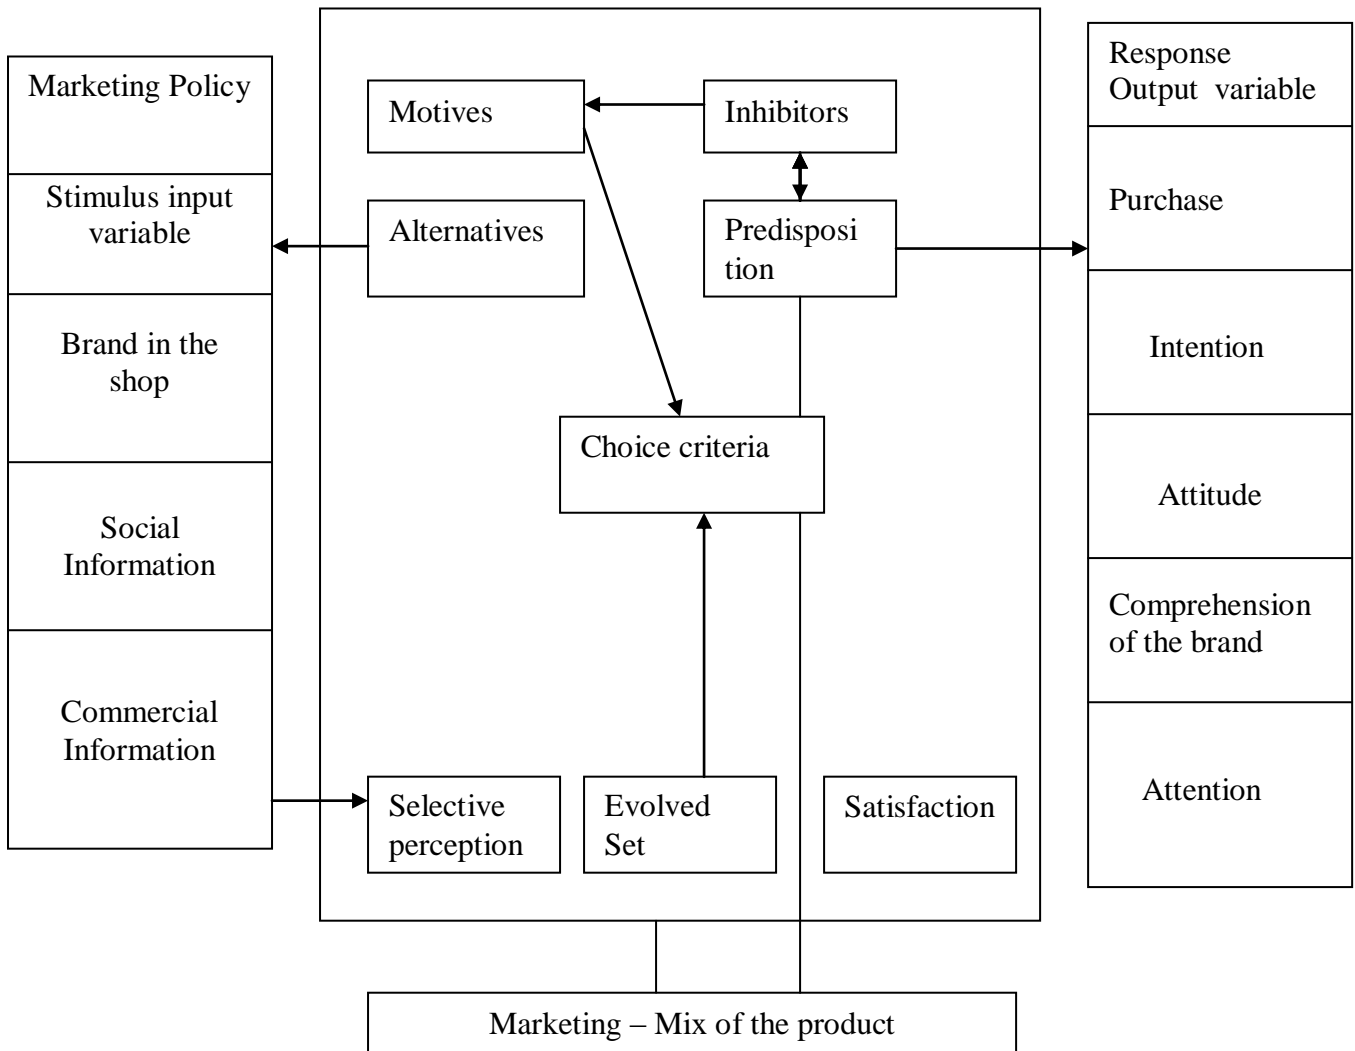 Marketing Policy
Stimulus input
variable
Brand in the
shop
Social
Information
Commercial
Information
Motives
Inhibitors
Alternatives
Predisposi
tion
Choice criteria
Selective
perception
Evolved
Set
Satisfaction
Response
Output variable
Purchase
Intention
Attitude
Comprehension
of the brand
Attention
Marketing – Mix of the product